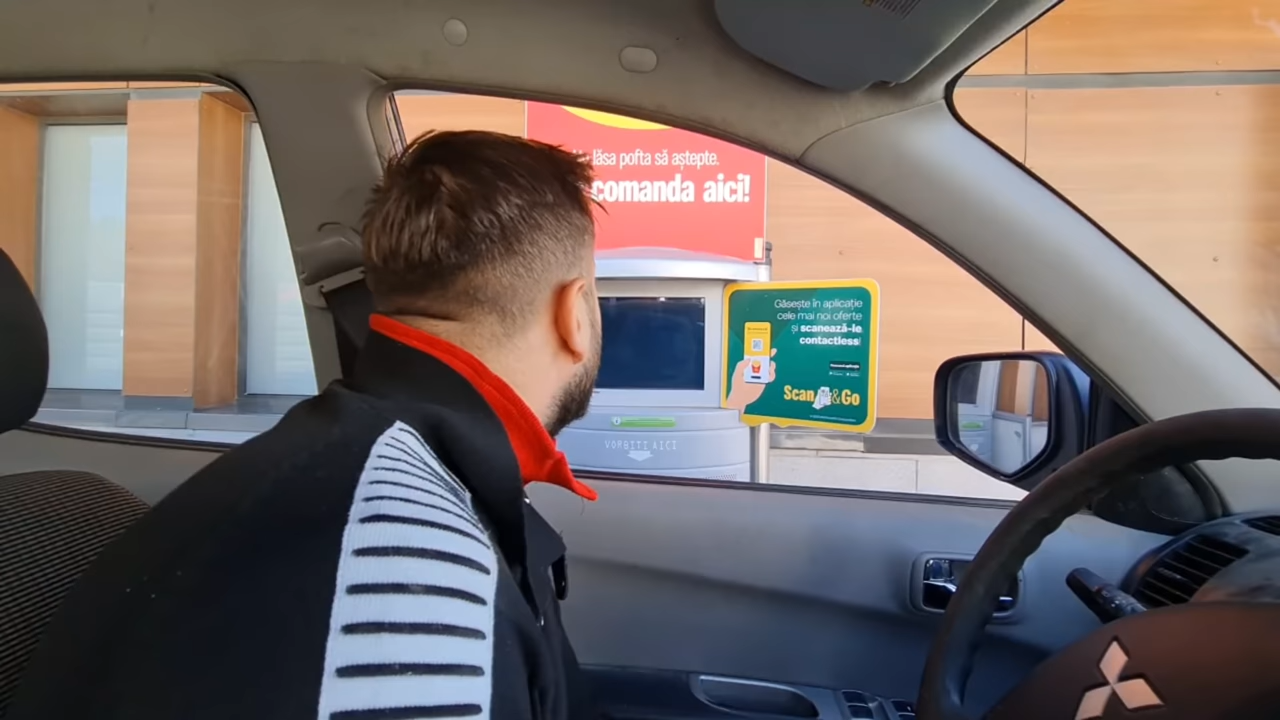 lăsa pofta să aștepte.
comanda aici!
Găsește în aplicație
cele mai noi oferte
și scanează-le
contactless!
Scan &Go
VORBIȚI AICI